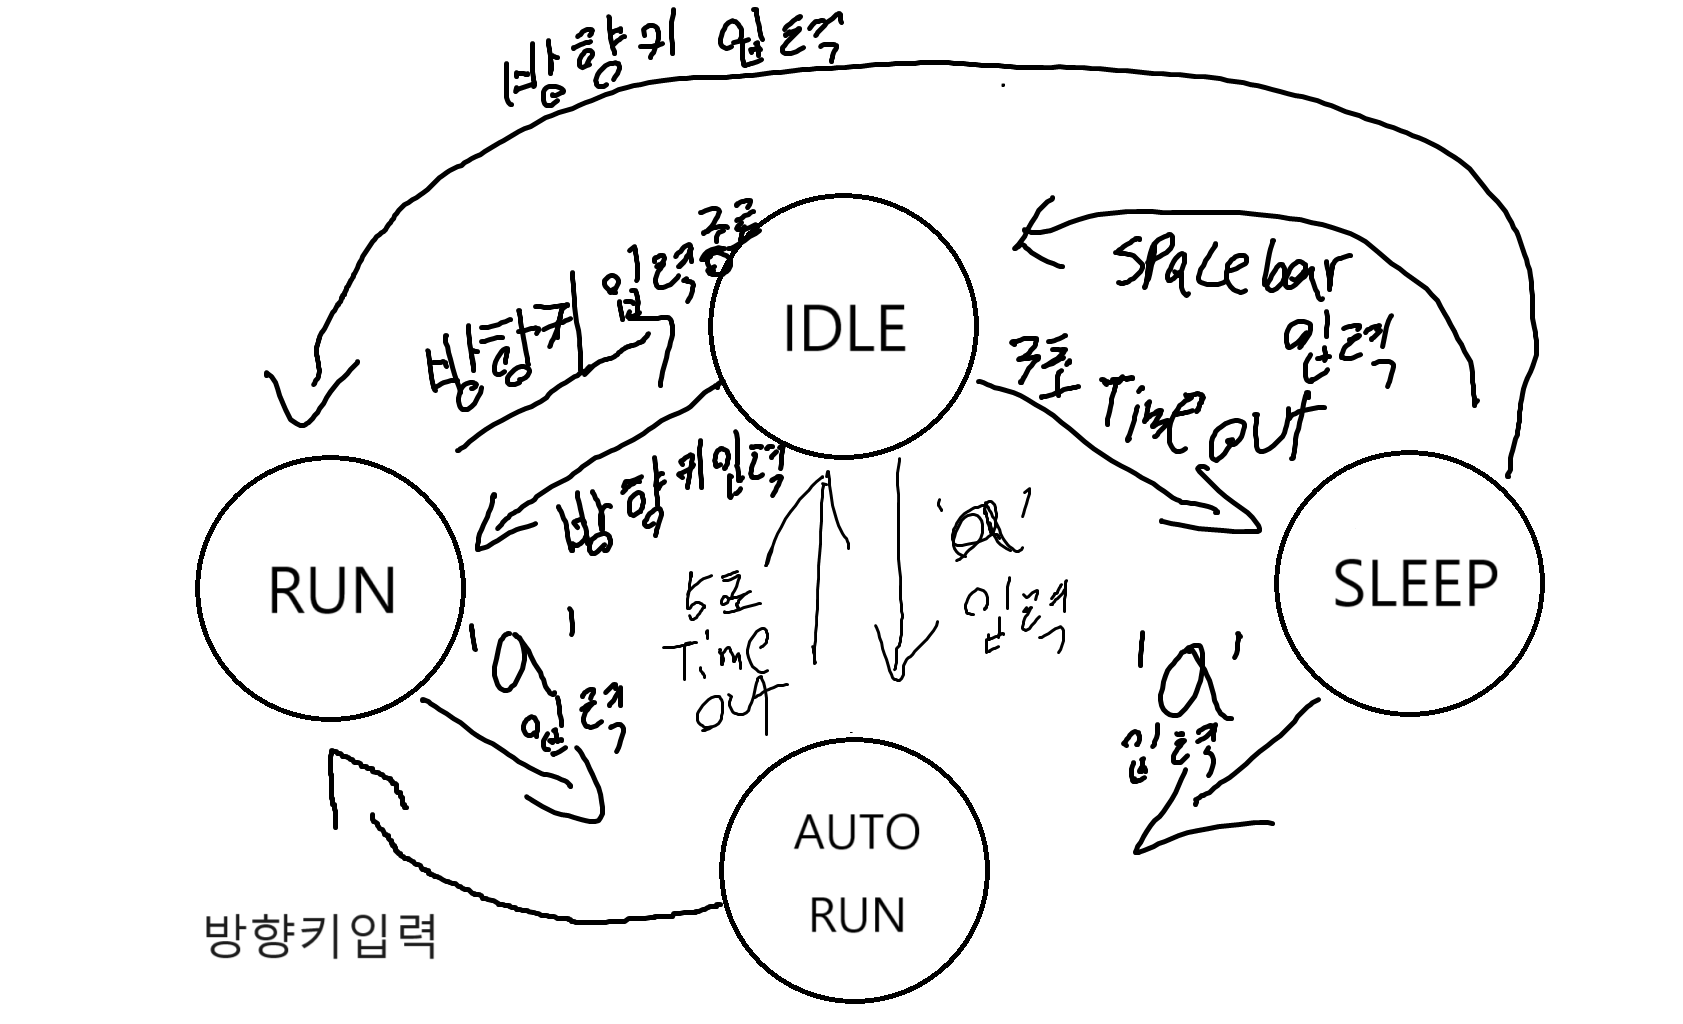 방향키 입력
방향키 입력종료
IDLE
spacebar
입력
3초
Time out
방향키입력
'a'
입력
5초
Time
out
RUN
SLEEP
'a'
입력
'a'
입력
AUTO
RUN
방향키입력